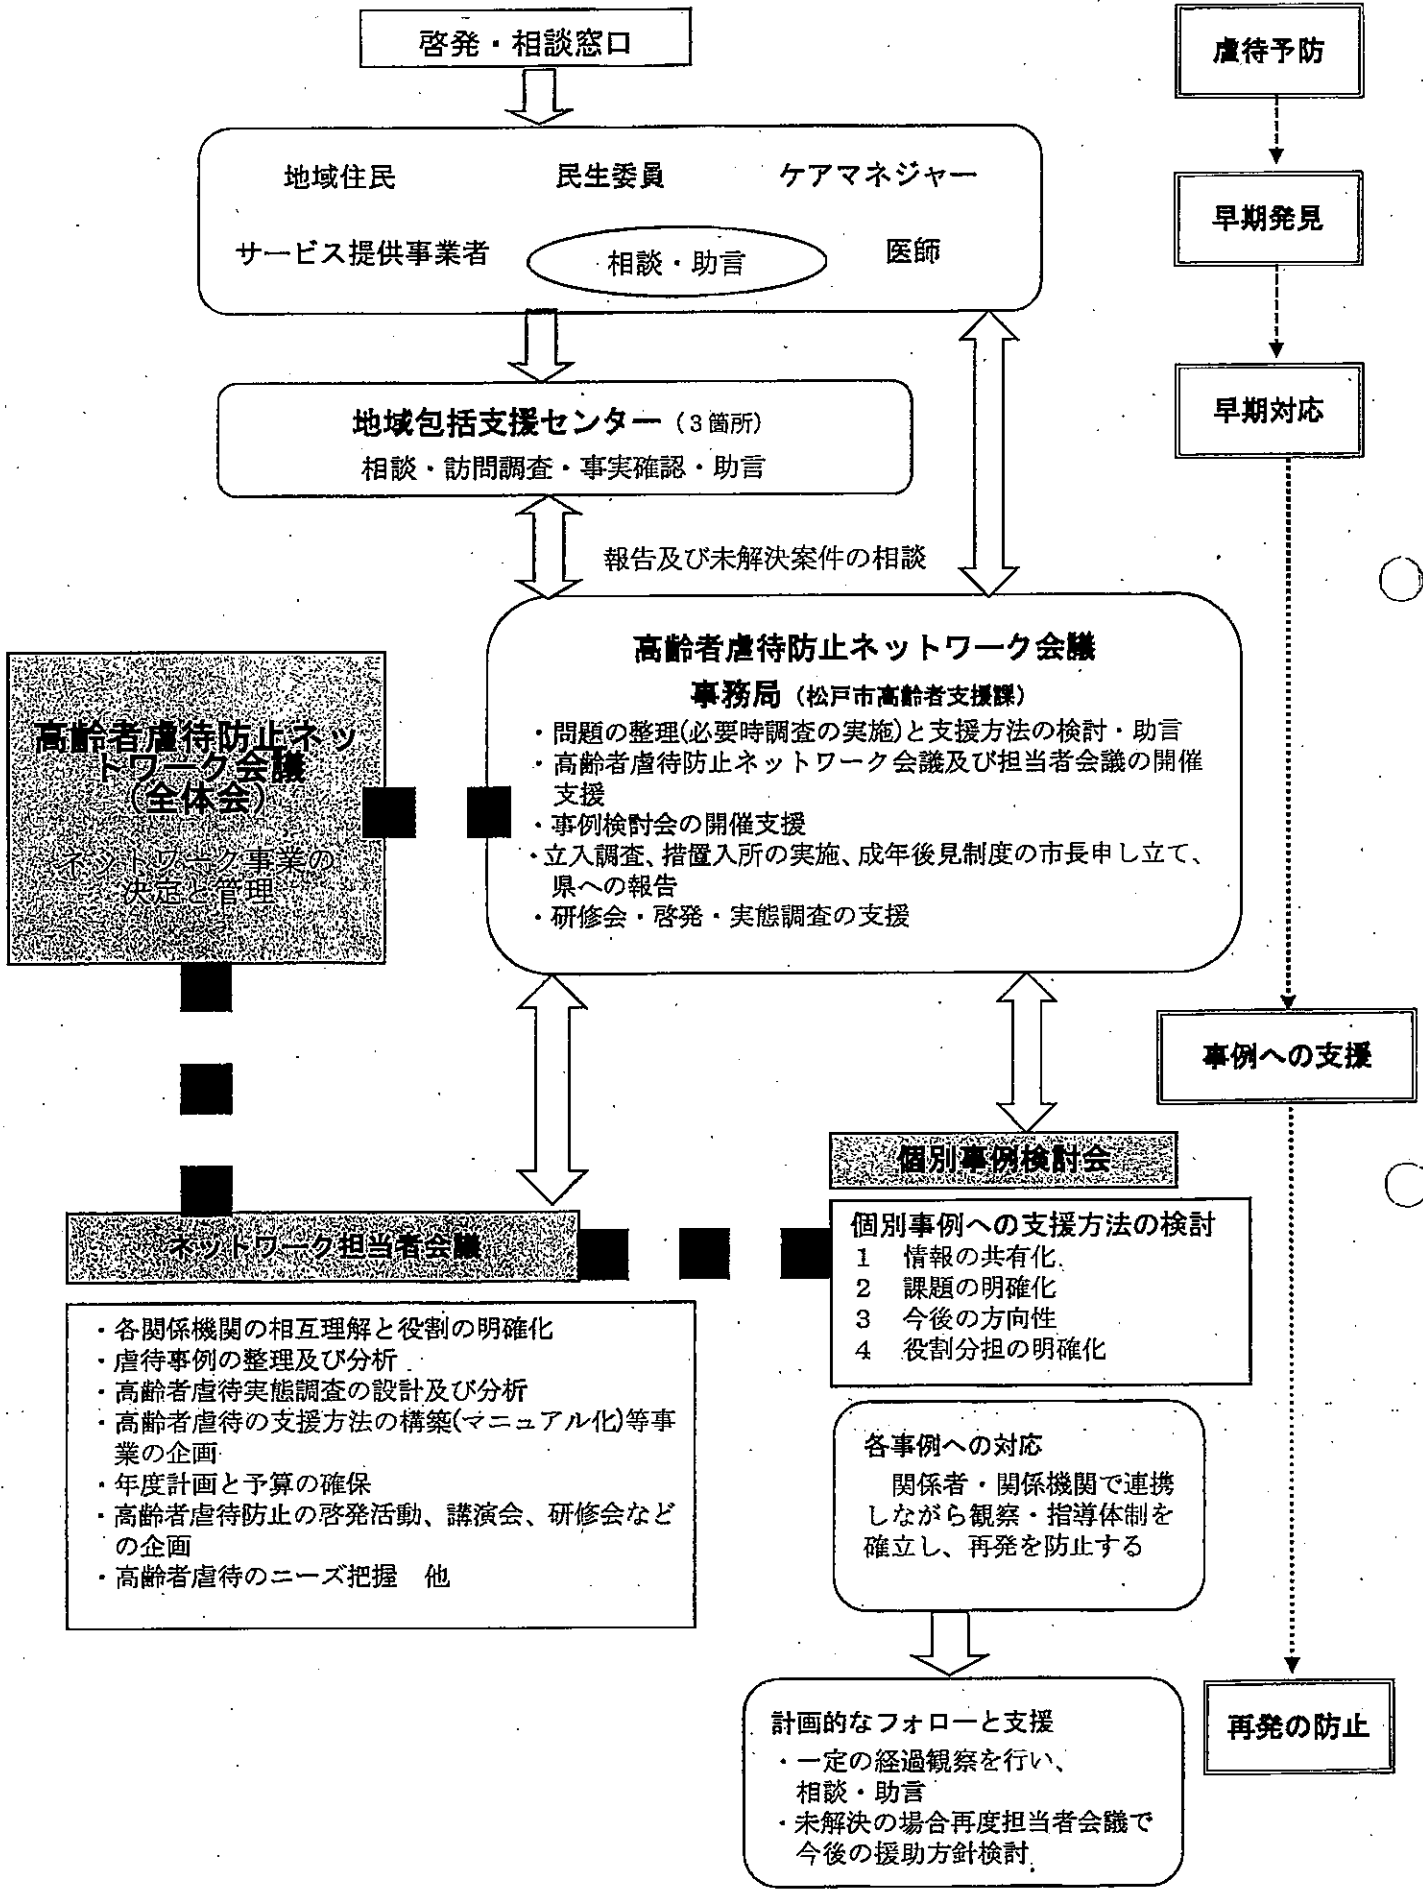 啓発・相談窓口
虐待予防
地域住民
民生委員
ケアマネジャー
サービス提供事業者
相談・助言
医師
早期発見
地域包括支援センター（3箇所）
相談・訪問調査・事実確認・助言
早期対応
報告及び未解決案件の相談
高齢者虐待防止ネットワーク会議
事務局（松戸市高齢者支援課）
・問題の整理(必要時調査の実施)と支援方法の検討・助言
・高齢者虐待防止ネットワーク会議及び担当者会議の開催
支援
・事例検討会の開催支援
・立入調査、措置入所の実施、成年後見制度の市長申し立て、
県への報告
・研修会・啓発・実態調査の支援
高齢者虐待防止ネッ
トワーク会議
（全体会）
ネットワーク事業の
決定と管理
事例への支援
個別事例検討会
個別事例への支援方法の検討
1 情報の共有化
2 課題の明確化
3 今後の方向性
4 役割分担の明確化
ネットワーク担当者会議
・各関係機関の相互理解と役割の明確化
・虐待事例の整理及び分析
・高齢者虐待実態調査の設計及び分析
・高齢者虐待の支援方法の構築(マニュアル化)等事
業の企画
・年度計画と予算の確保
・高齢者虐待防止の啓発活動、講演会、研修会など
の企画
・高齢者虐待のニーズ把握 他
各事例への対応
関係者・関係機関で連携
しながら観察・指導体制を
確立し、再発を防止する
計画的なフォローと支援
・一定の経過観察を行い、
相談・助言
・未解決の場合再度担当者会議で
今後の援助方針検討
再発の防止